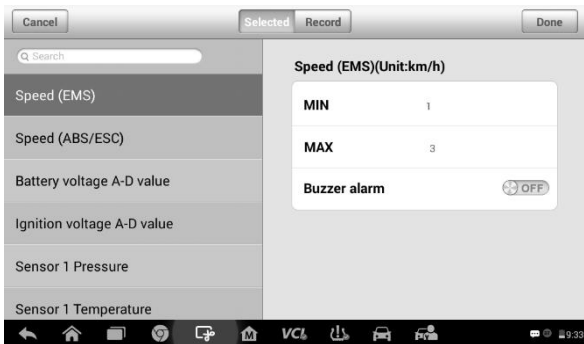 Cancel
Selected
Record
Done
Search
Speed (EMS)
Speed (ABS/ESC)
Battery voltage A-D value
Ignition voltage A-D value
Sensor 1 Pressure
Sensor 1 Temperature
Speed (EMS)(Unit:km/h)
MIN 1
MAX 3
Buzzer alarm OFF
M VCI 9:33